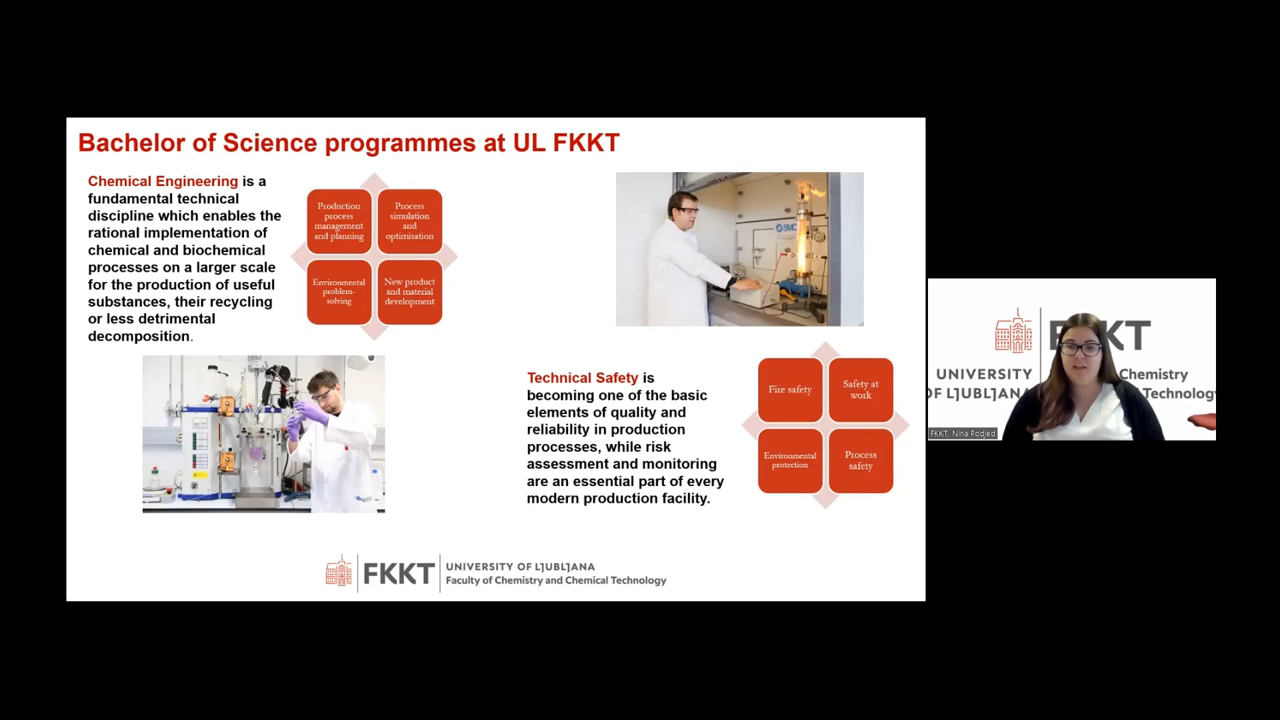 Bachelor of Science programmes at UL FKKT
Chemical Engineering is a
fundamental technical
discipline which enables the
rational implementation of
chemical and biochemical
processes on a larger scale
for the production of useful
substances, their recycling
or less detrimental
decomposition.
Production
process
management
and planning
Process
simulation
and
optimisation
Environmental
problem-
solving
New product
and material
development
SMC
Technical Safety is
becoming one of the basic
elements of quality and
reliability in production
processes, while risk
assessment and monitoring
are an essential part of every
modern production facility.
Fire safety
Safety at
work
Environmental
protection
Process
safety
FKKT
UNIVERSITY OF LJUBLJANA
Faculty of Chemistry and Chemical Technology
FKKT
UNIVERSITY
OF LJUBLJANA
Chemistry
Technology
FKKT, Nina Podjed